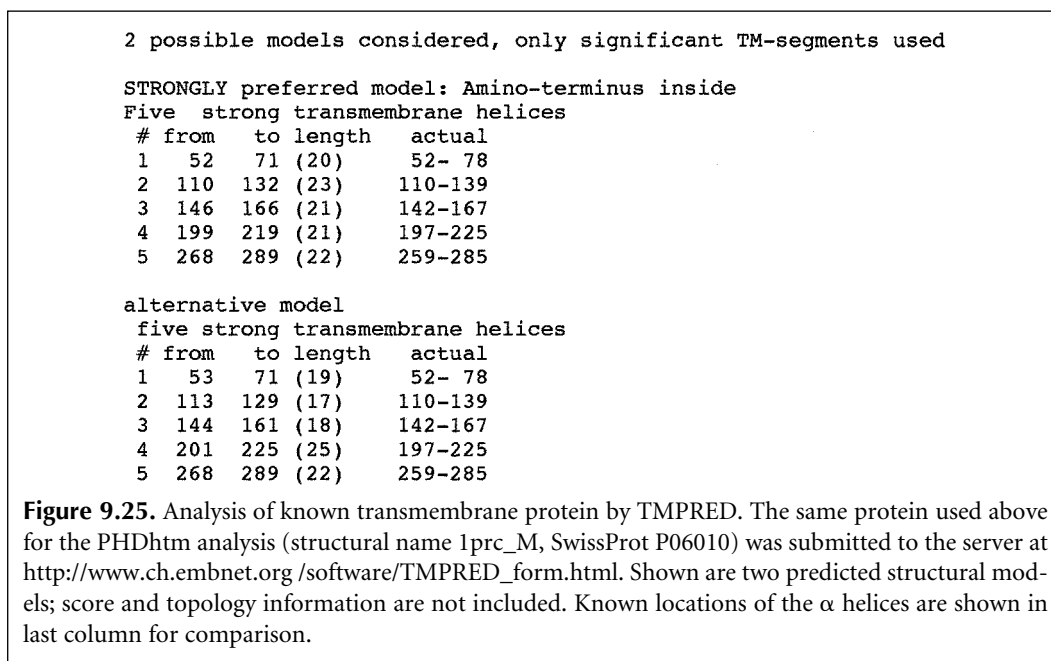 2 possible models considered, only significant TM-segments used
STRONGLY preferred model: Amino-terminus inside
Five strong transmembrane helices
# from to length actual
1 52 71 (20) 52- 78
2 110 132 (23) 110-139
3 146 166 (21) 142-167
4 199 219 (21) 197-225
5 268 289 (22) 259-285
alternative model
five strong transmembrane helices
# from to length actual
1 53 71 (19) 52- 78
2 113 129 (17) 110-139
3 144 161 (18) 142-167
4 201 225 (25) 197-225
5 268 289 (22) 259-285
Figure 9.25. Analysis of known transmembrane protein by TMPRED. The same protein used above
for the PHDhtm analysis (structural name 1prc_M, SwissProt P06010) was submitted to the server at
http://www.ch.embnet.org /software/TMPRED_form.html. Shown are two predicted structural mod-
els; score and topology information are not included. Known locations of the α helices are shown in
last column for comparison.